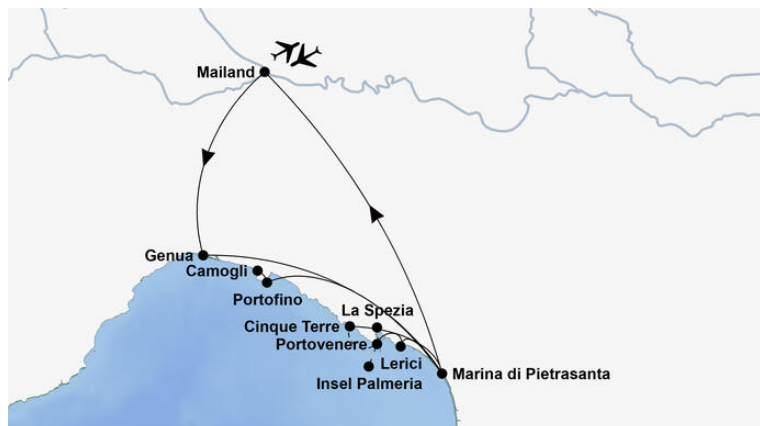 Mailand
Genua
Camogli
Portofino
La Spezia
Cinque Terre
Portovenere
Lerici
Insel Palmeria
Marina di Pietrasanta